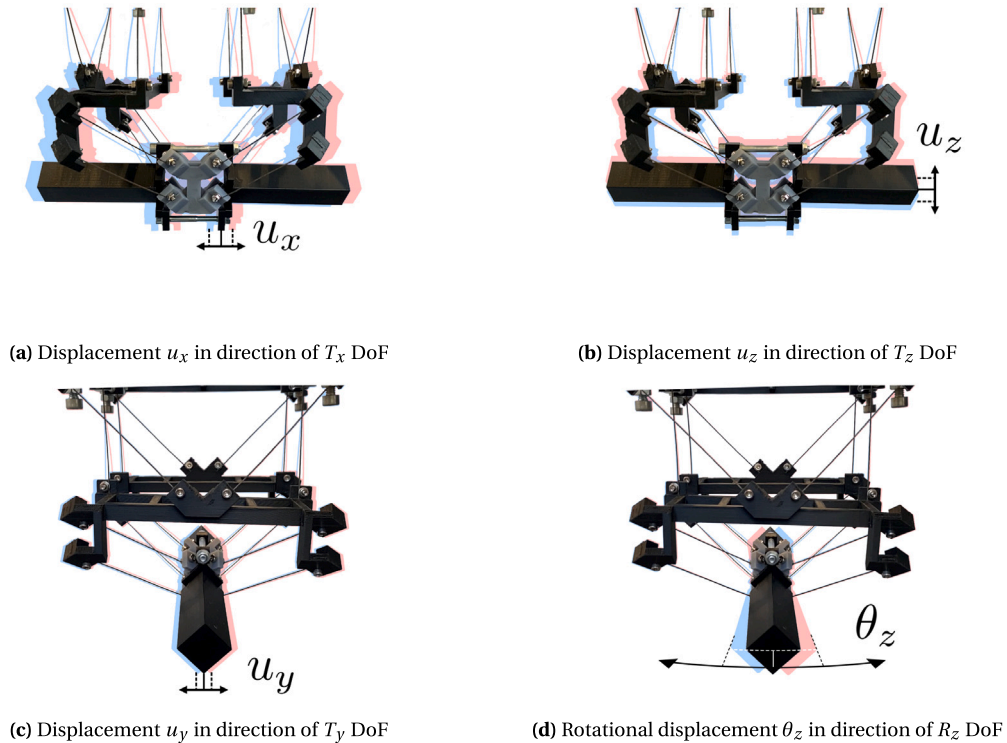 u_x
u_z
(a) Displacement u_x in direction of T_x DoF
(b) Displacement u_z in direction of T_z DoF
u_y
θ_z
(c) Displacement u_y in direction of T_y DoF
(d) Rotational displacement θ_z in direction of R_z DoF